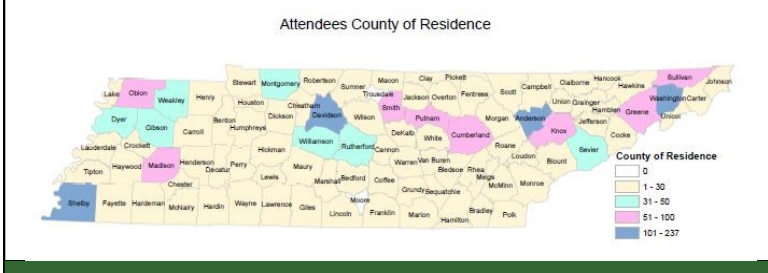 Attendees County of Residence
Stewart Montgomery Robertson Sumner Macon Clay Pickett Scott Campbell Claiborne Hancock Hawkins Sullivan Johnson
Lake Obion Weakley Henry Houston Cheatham Trousdale Jackson Overton Fentress Union Grainger Washington Carter
Dickson Davidson Wilson Smith Putnam Morgan Anderson Hamblen Greene Unicoi
Dyer Gibson Carroll Benton Humphreys DeKalb White Cumberland Knox Jefferson Cocke
Lauderdale Crockett Hickman Williamson Rutherford Cannon Roane Sevier
Tipton Haywood Madison Henderson Decatur Perry Lewis Maury Warren Van Buren Bledsoe Rhea Loudon Blount
Chester Marshall Bedford Coffee Grundy Sequatchie Meigs McMinn Monroe
Shelby Fayette Hardeman McNairy Hardin Wayne Lawrence Giles Lincoln Moore Franklin Marion Hamilton Bradley Polk
County of Residence
0
1 - 30
31 - 50
51 - 100
101 - 237